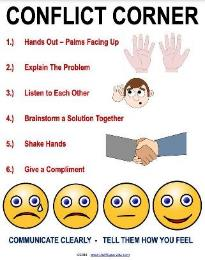 CONFLICT CORNER
1.) Hands Out – Palms Facing Up
2.) Explain The Problem
3.) Listen to Each Other
4.) Brainstorm a Solution Together
5.) Shake Hands
6.) Give a Compliment
COMMUNICATE CLEARLY - TELL THEM HOW YOU FEEL